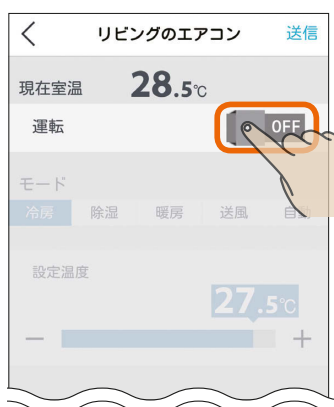 リビングのエアコン 送信
現在室温 28.5℃
運転 OFF
モード
冷房 除湿 暖房 送風 自動
設定温度
27.5℃
− +